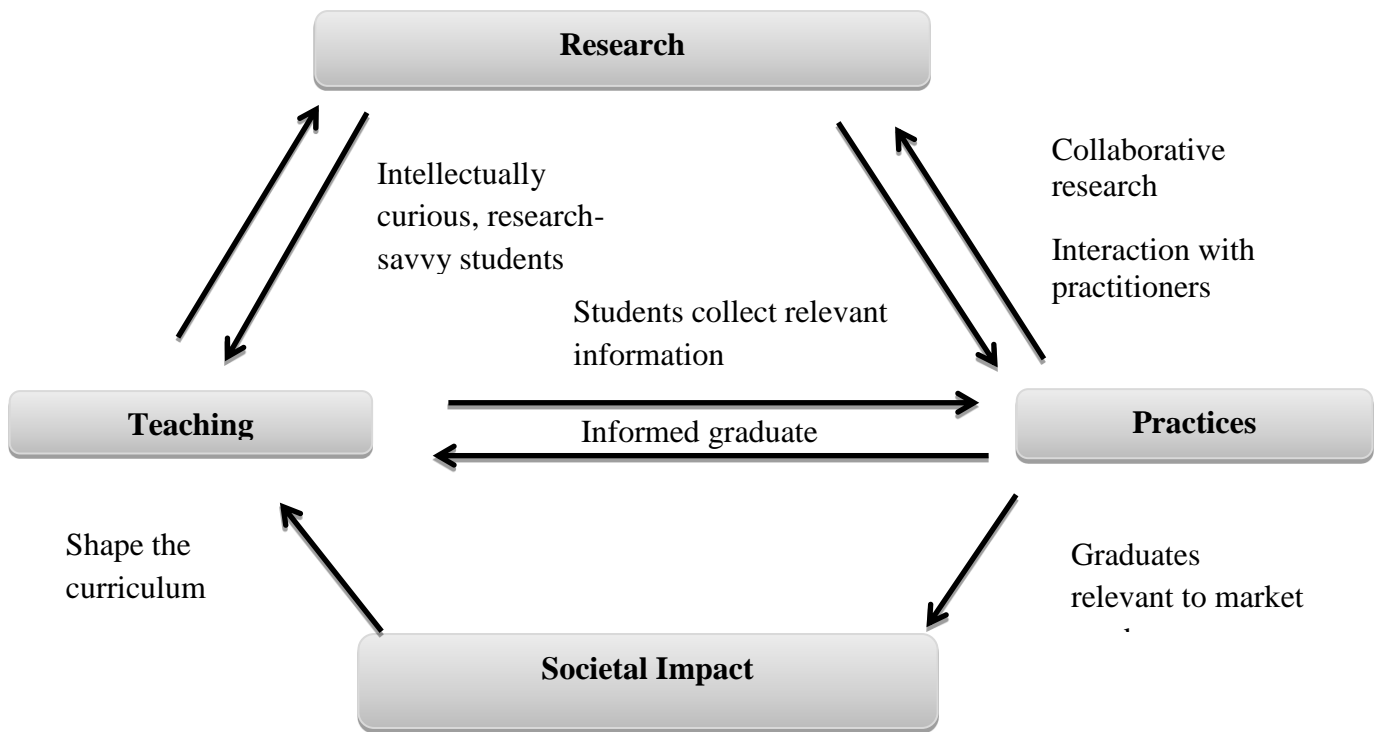 Research
Intellectually
curious, research-
savvy students
Collaborative
research
Interaction with
practitioners
Students collect relevant
information
Teaching
Informed graduate
Practices
Shape the
curriculum
Graduates
relevant to market
Societal Impact